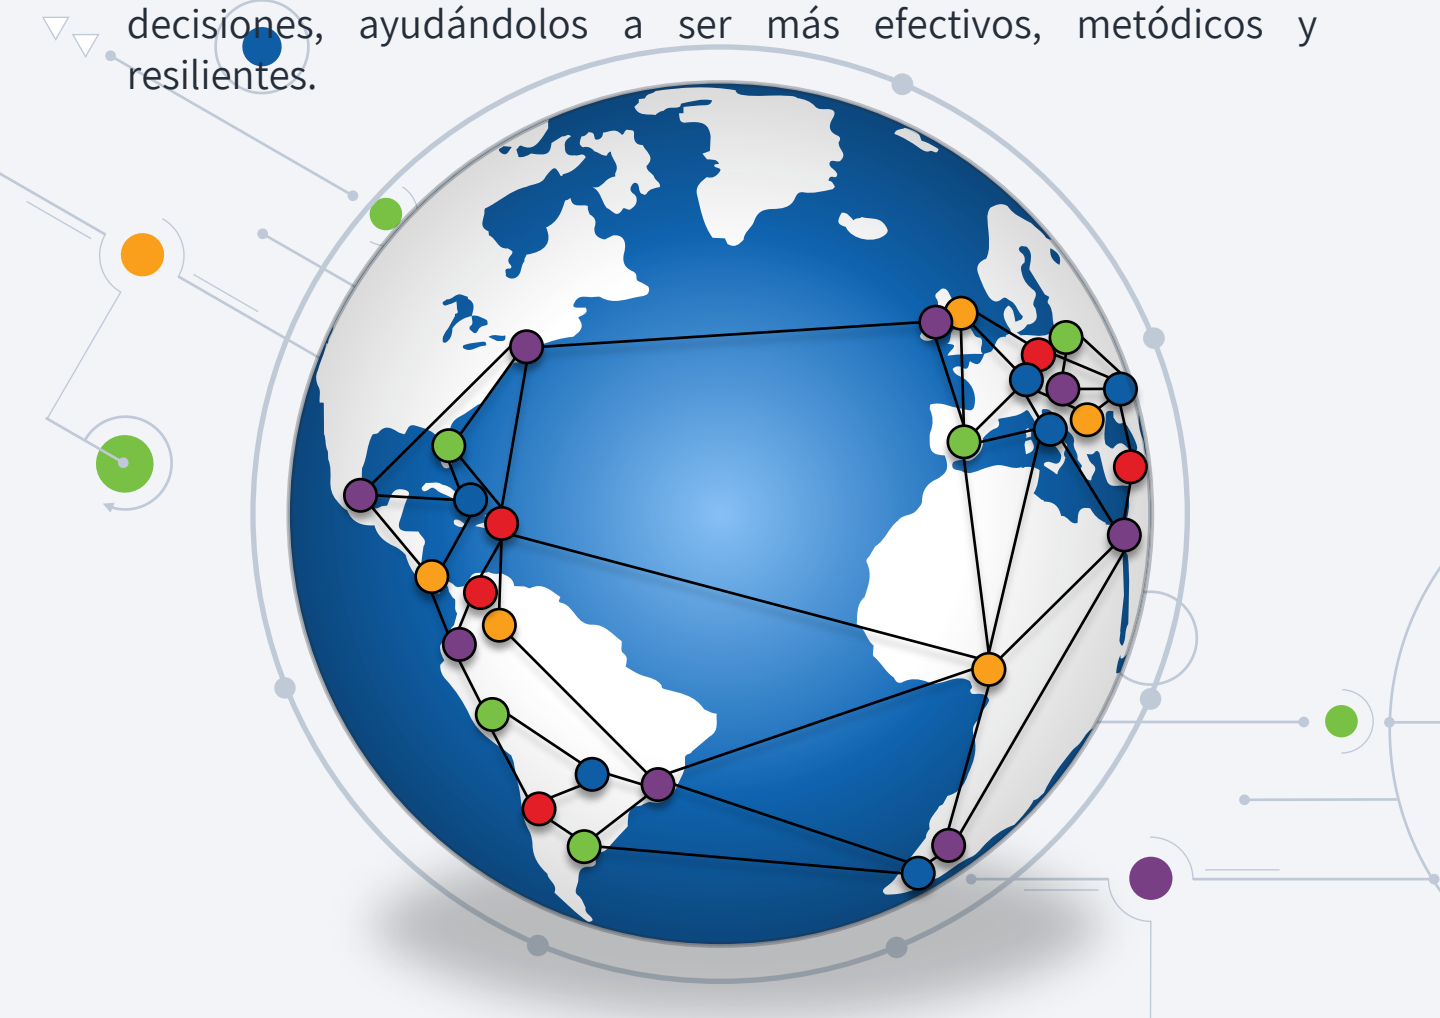 decisiones, ayudándolos a ser más efectivos, metódicos y
resilientes.